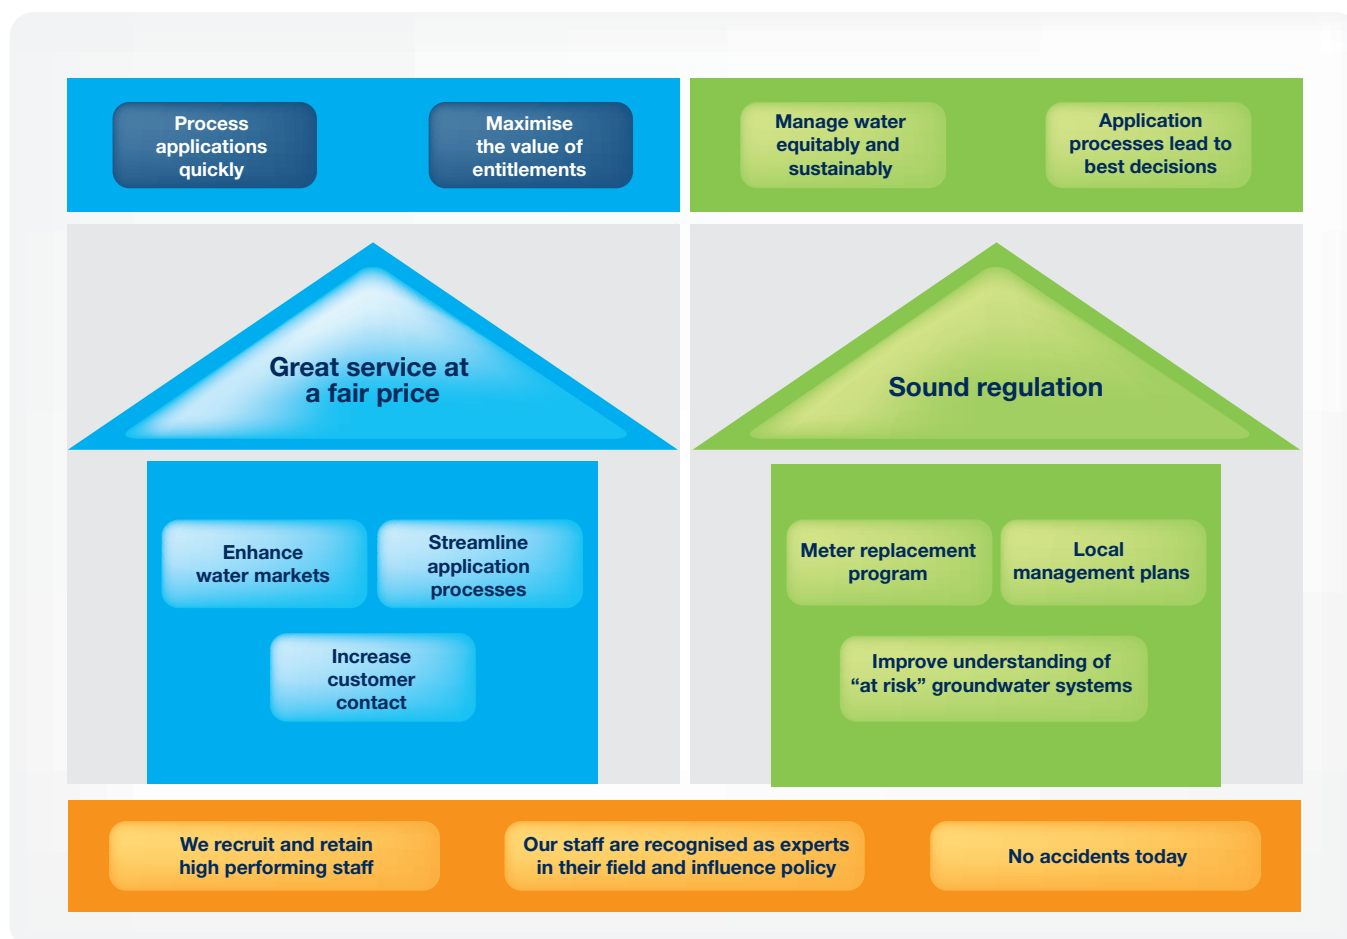 Process
applications
quickly
Maximise
the value of
entitlements
Manage water
equitably and
sustainably
Application
processes lead to
best decisions
Great service at
a fair price
Sound regulation
Enhance
water markets
Streamline
application
processes
Increase
customer
contact
Meter replacement
program
Local
management plans
Improve understanding of
“at risk” groundwater systems
We recruit and retain
high performing staff
Our staff are recognised as experts
in their field and influence policy
No accidents today